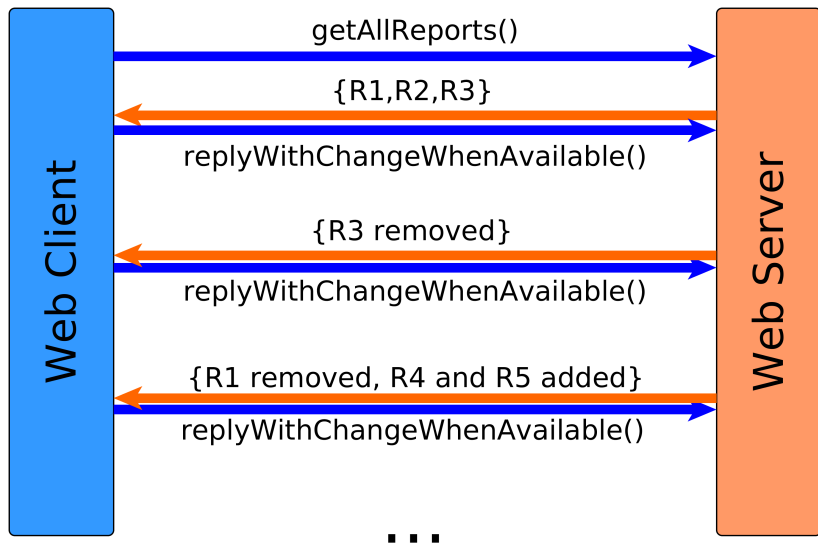 getAllReports()
{R1,R2,R3}
replyWithChangeWhenAvailable()
{R3 removed}
replyWithChangeWhenAvailable()
{R1 removed, R4 and R5 added}
replyWithChangeWhenAvailable()
...
Web Client
Web Server